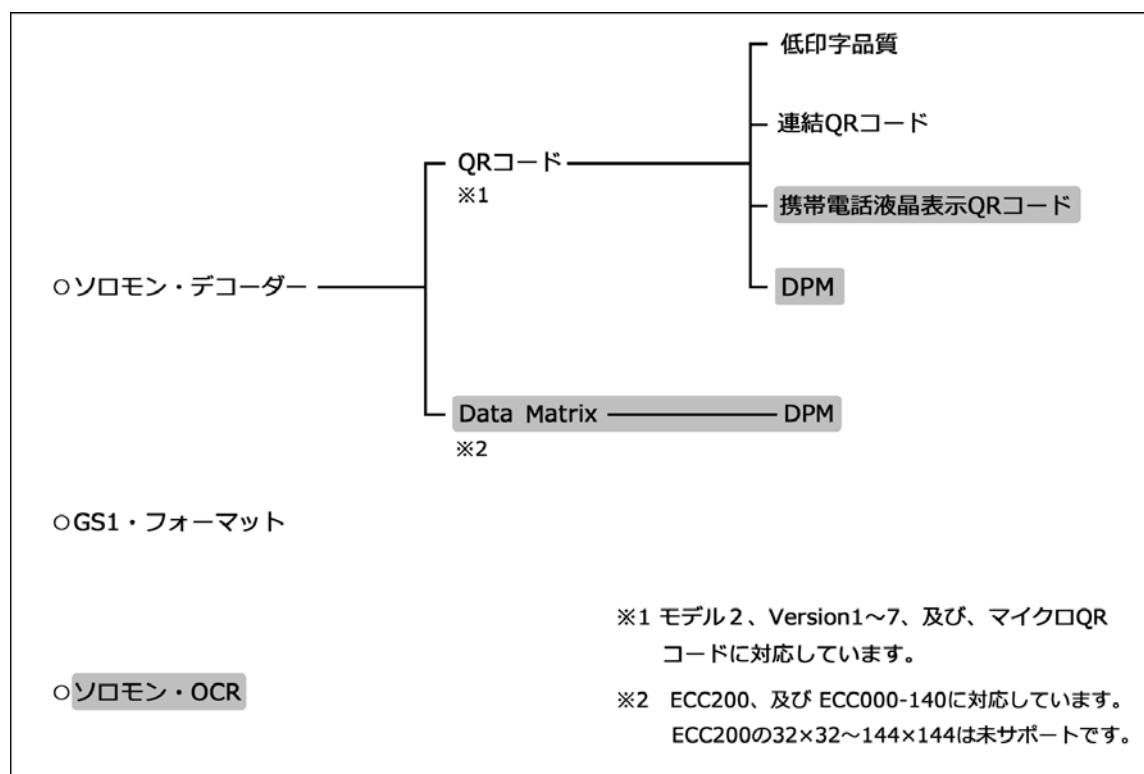 低印字品質
連結QRコード
QRコード
※1
携帯電話液晶表示QRコード
○ソロモン・デコーダー
DPM
Data Matrix
DPM
※2
○GS1・フォーマット
※1 モデル２、Version1～7、及び、マイクロQR
コードに対応しています。
○ソロモン・OCR
※2 ECC200、及び ECC000-140に対応しています。
ECC200の32×32～144×144は未サポートです。